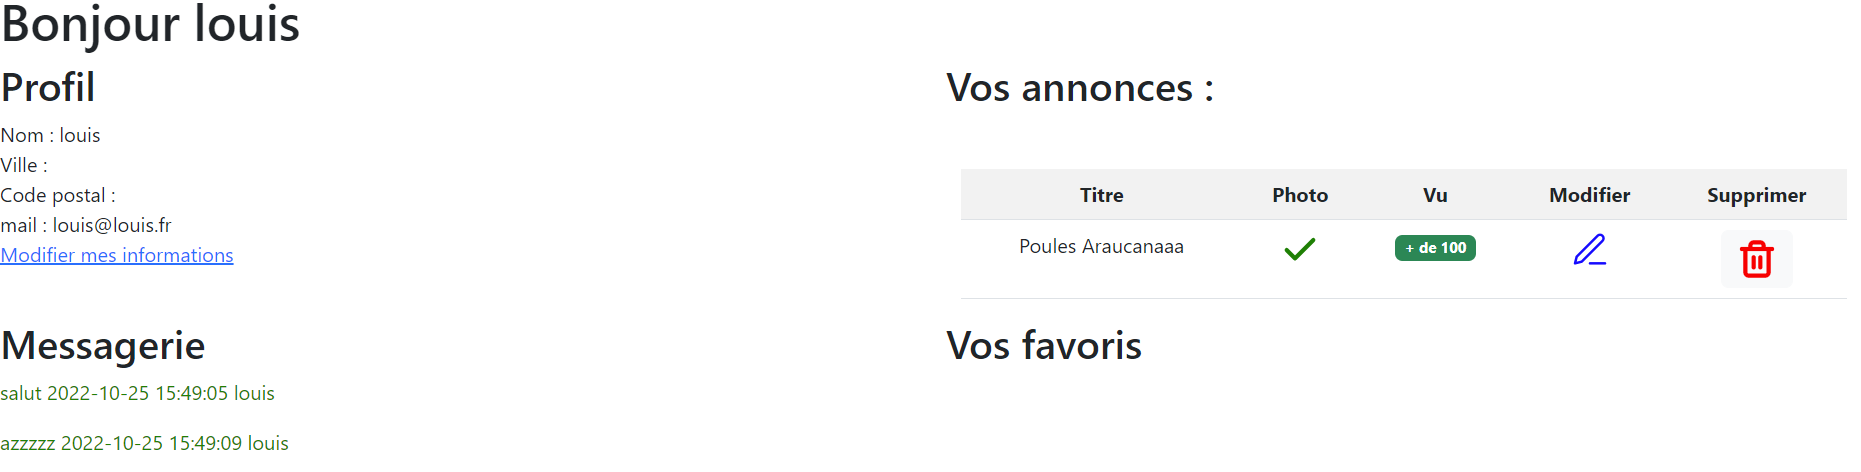 Bonjour louis
Profil
Nom : louis
Ville :
Code postal :
mail : louis@louis.fr
Modifier mes informations
Vos annonces :
Titre Photo Vu Modifier Supprimer
Poules Araucanaaa + de 100
Messagerie
salut 2022-10-25 15:49:05 louis
azzzzz 2022-10-25 15:49:09 louis
Vos favoris